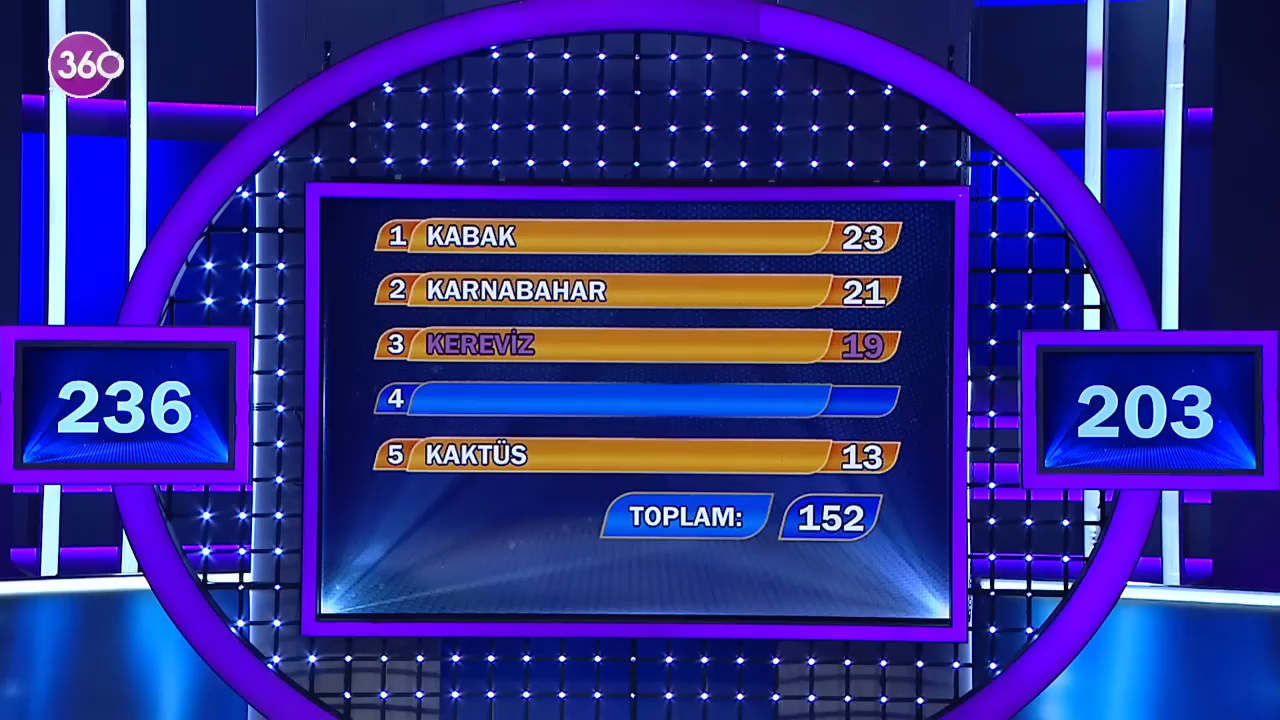 360
1 KABAK 23
2 KARNABAHAR 21
3 KEREVİZ 19
4
5 KAKTÜS 13
TOPLAM: 152
236
203